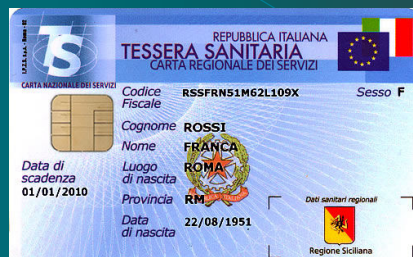 REPUBBLICA ITALIANA
TESSERA SANITARIA
CARTA REGIONALE DEI SERVIZI
TS
CARTA NAZIONALE DEI SERVIZI
Codice Fiscale RSSFRN51M62L109X Sesso F
Cognome ROSSI
Nome FRANCA
Luogo di nascita ROMA
Provincia RM
Data di nascita 22/08/1951
Data di scadenza
01/01/2010
Dati sanitari regionali
Regione Siciliana